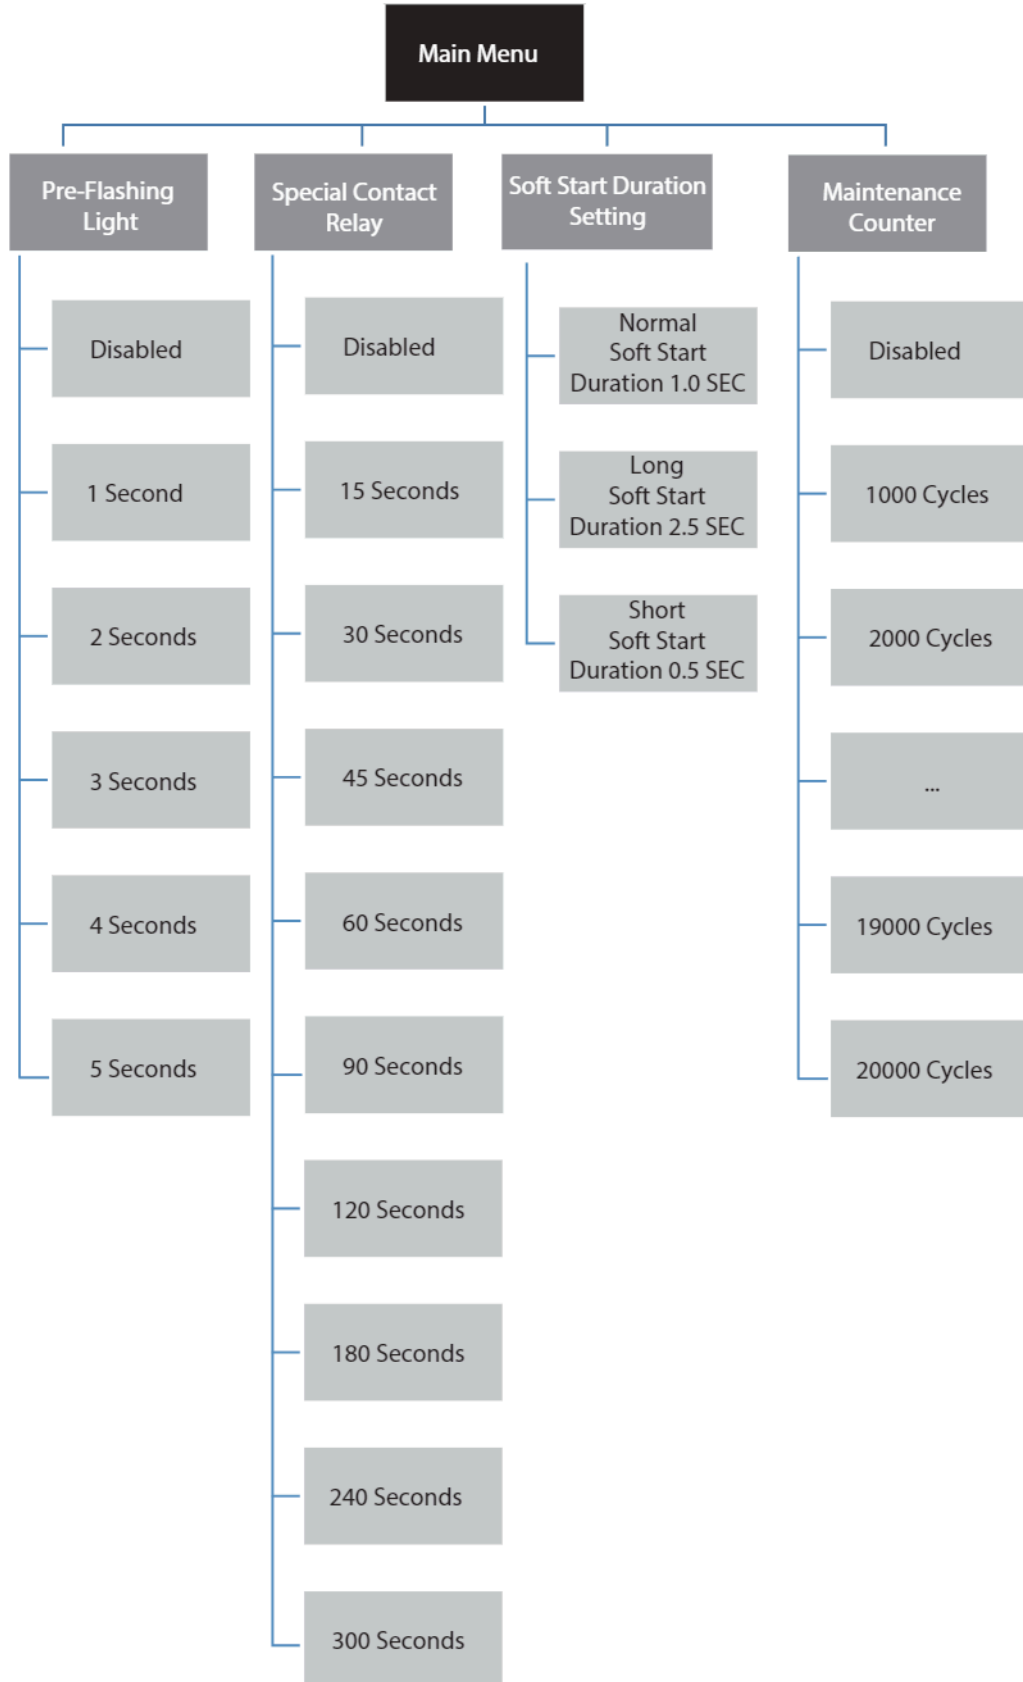 Main Menu
Pre-Flashing
Light
Disabled
1 Second
2 Seconds
3 Seconds
4 Seconds
5 Seconds
Special Contact
Relay
Disabled
15 Seconds
30 Seconds
45 Seconds
60 Seconds
90 Seconds
120 Seconds
180 Seconds
240 Seconds
300 Seconds
Soft Start Duration
Setting
Normal
Soft Start
Duration 1.0 SEC
Long
Soft Start
Duration 2.5 SEC
Short
Soft Start
Duration 0.5 SEC
Maintenance
Counter
Disabled
1000 Cycles
2000 Cycles
...
19000 Cycles
20000 Cycles